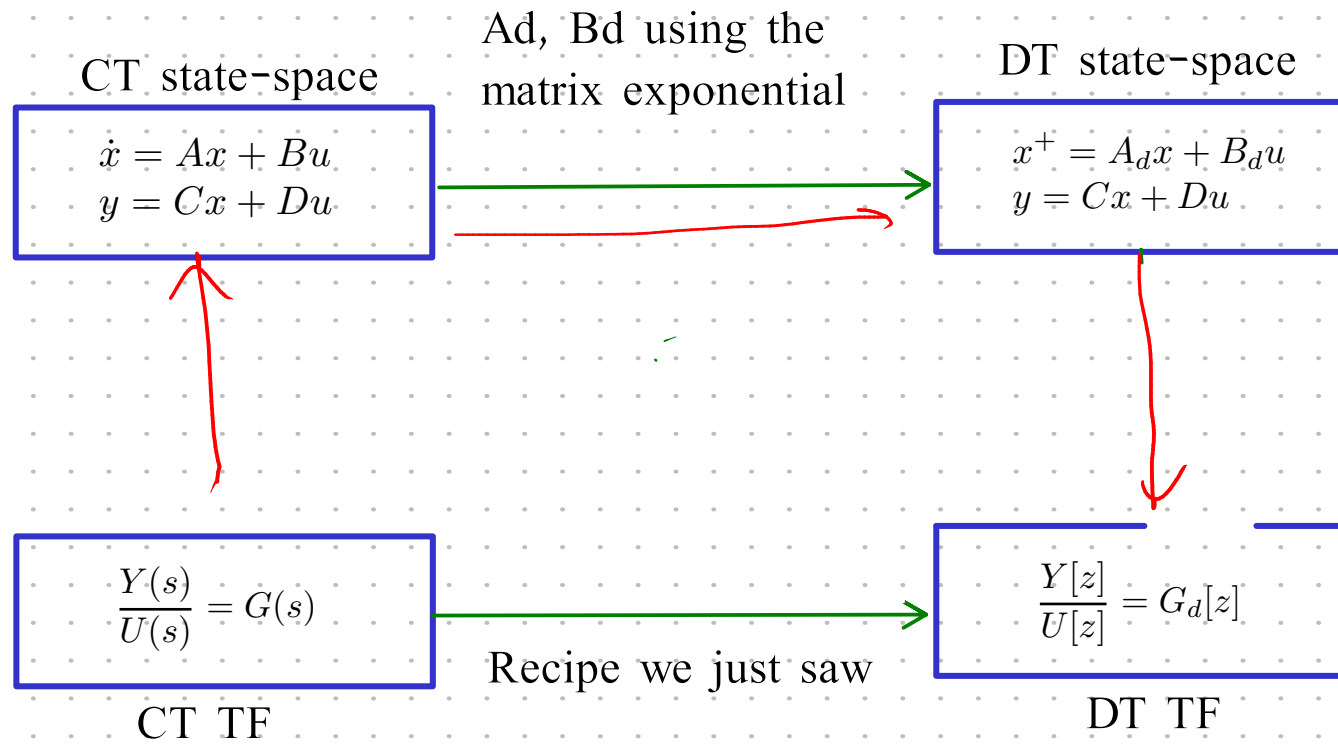 Ad, Bd using the
matrix exponential
CT state-space
ẋ = Ax + Bu
y = Cx + Du
DT state-space
x⁺ = A_d x + B_d u
y = Cx + Du
Y(s)/U(s) = G(s)
CT TF
Recipe we just saw
Y[z]/U[z] = G_d[z]
DT TF